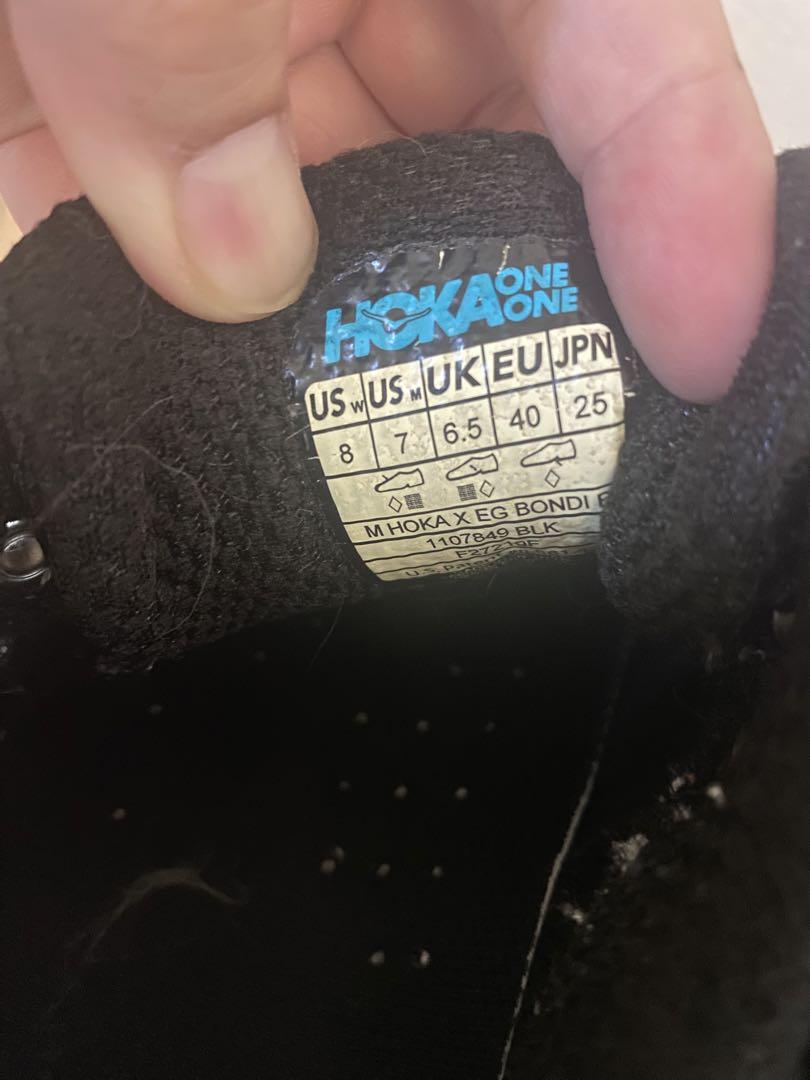 HOKA ONE ONE
US W US M UK EU JPN
8 7 6.5 40 25
M HOKA X EG BONDI
1107849 BLK
U.S.